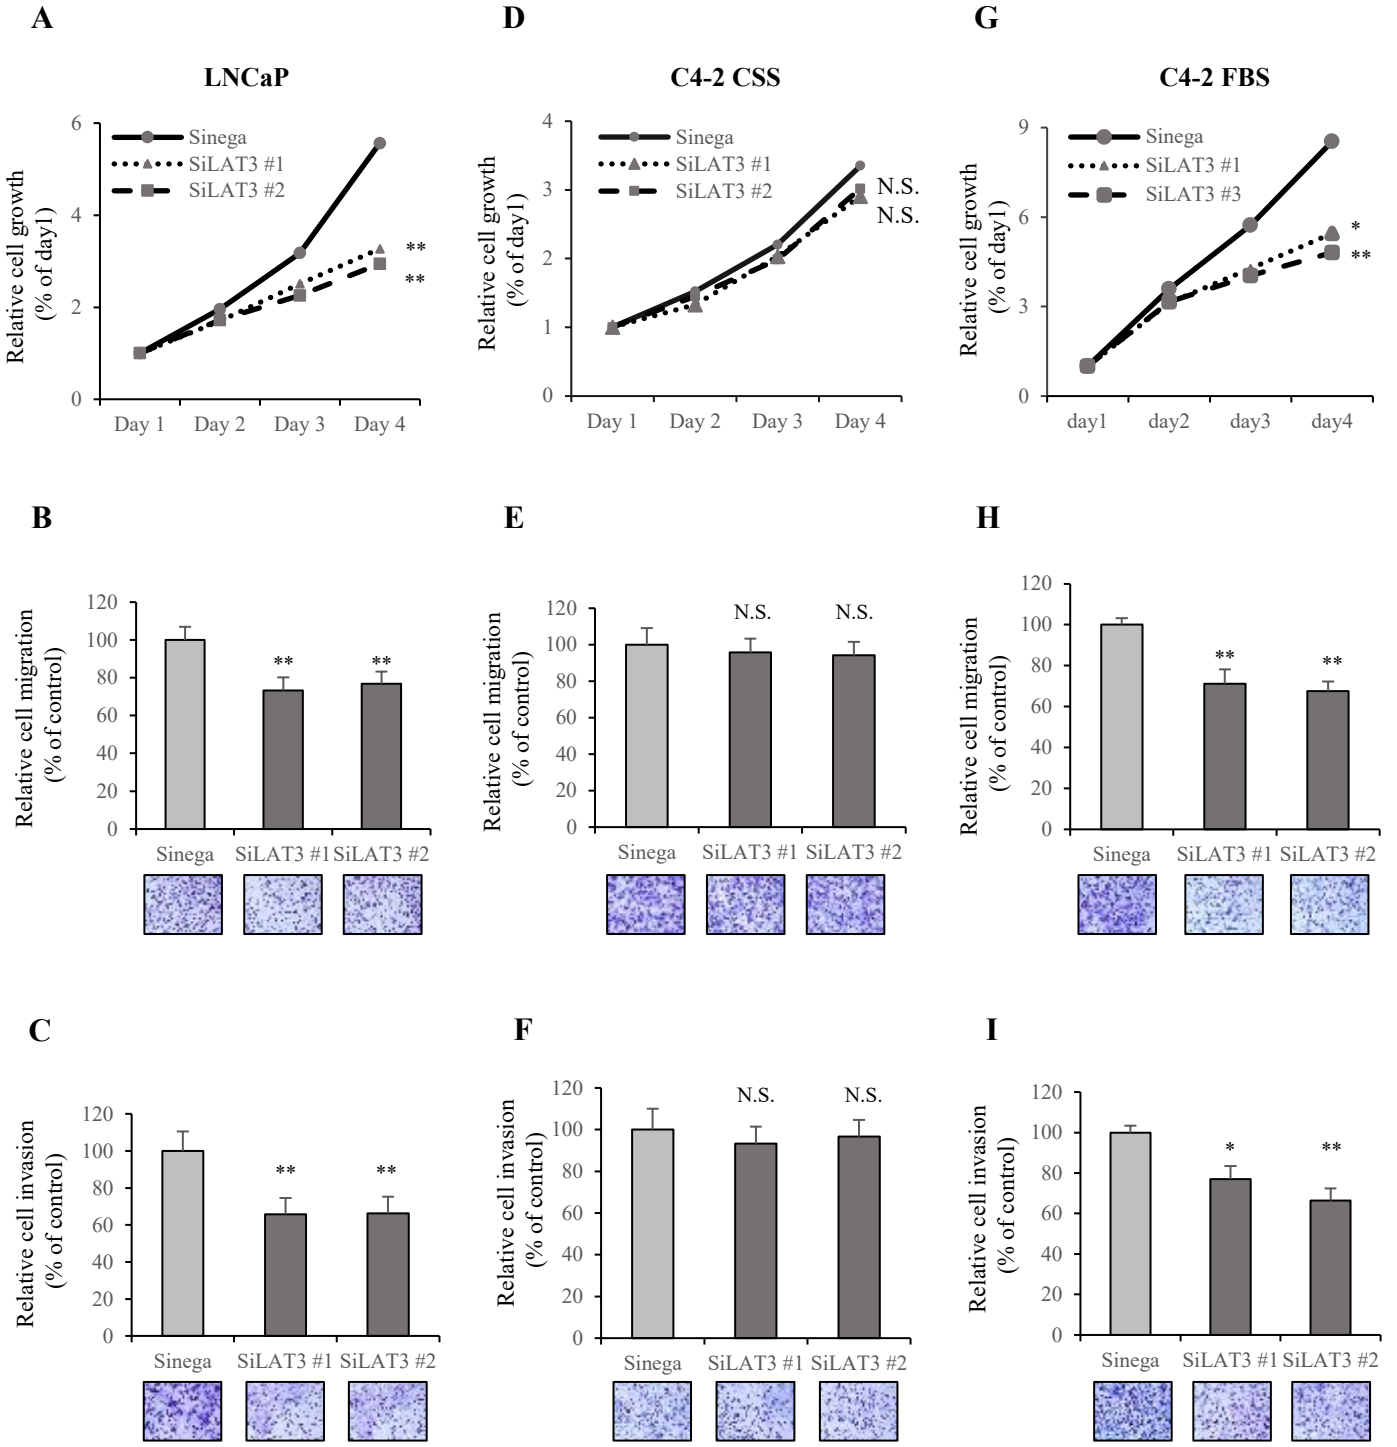 A
D
G
LNCaP
C4-2 CSS
C4-2 FBS
Relative cell growth
(% of day1)
6
4
2
0
Sinega
SiLAT3 #1
SiLAT3 #2
**
**
Day 1
Day 2
Day 3
Day 4
Relative cell growth
(% of day1)
4
3
2
1
0
Sinega
SiLAT3 #1
SiLAT3 #2
N.S.
N.S.
Day 1
Day 2
Day 3
Day 4
Relative cell growth
(% of day1)
9
6
3
0
Sinega
SiLAT3 #1
SiLAT3 #3
*
**
day1
day2
day3
day4
B
E
H
Relative cell migration
(% of control)
120
100
80
60
40
20
0
**
**
Sinega
SiLAT3 #1
SiLAT3 #2
Relative cell migration
(% of control)
120
100
80
60
40
20
0
N.S.
N.S.
Sinega
SiLAT3 #1
SiLAT3 #2
Relative cell migration
(% of control)
120
100
80
60
40
20
0
**
**
Sinega
SiLAT3 #1
SiLAT3 #2
C
F
I
Relative cell invasion
(% of control)
120
100
80
60
40
20
0
**
**
Sinega
SiLAT3 #1
SiLAT3 #2
Relative cell invasion
(% of control)
120
100
80
60
40
20
0
N.S.
N.S.
Sinega
SiLAT3 #1
SiLAT3 #2
Relative cell invasion
(% of control)
120
100
80
60
40
20
0
*
**
Sinega
SiLAT3 #1
SiLAT3 #2